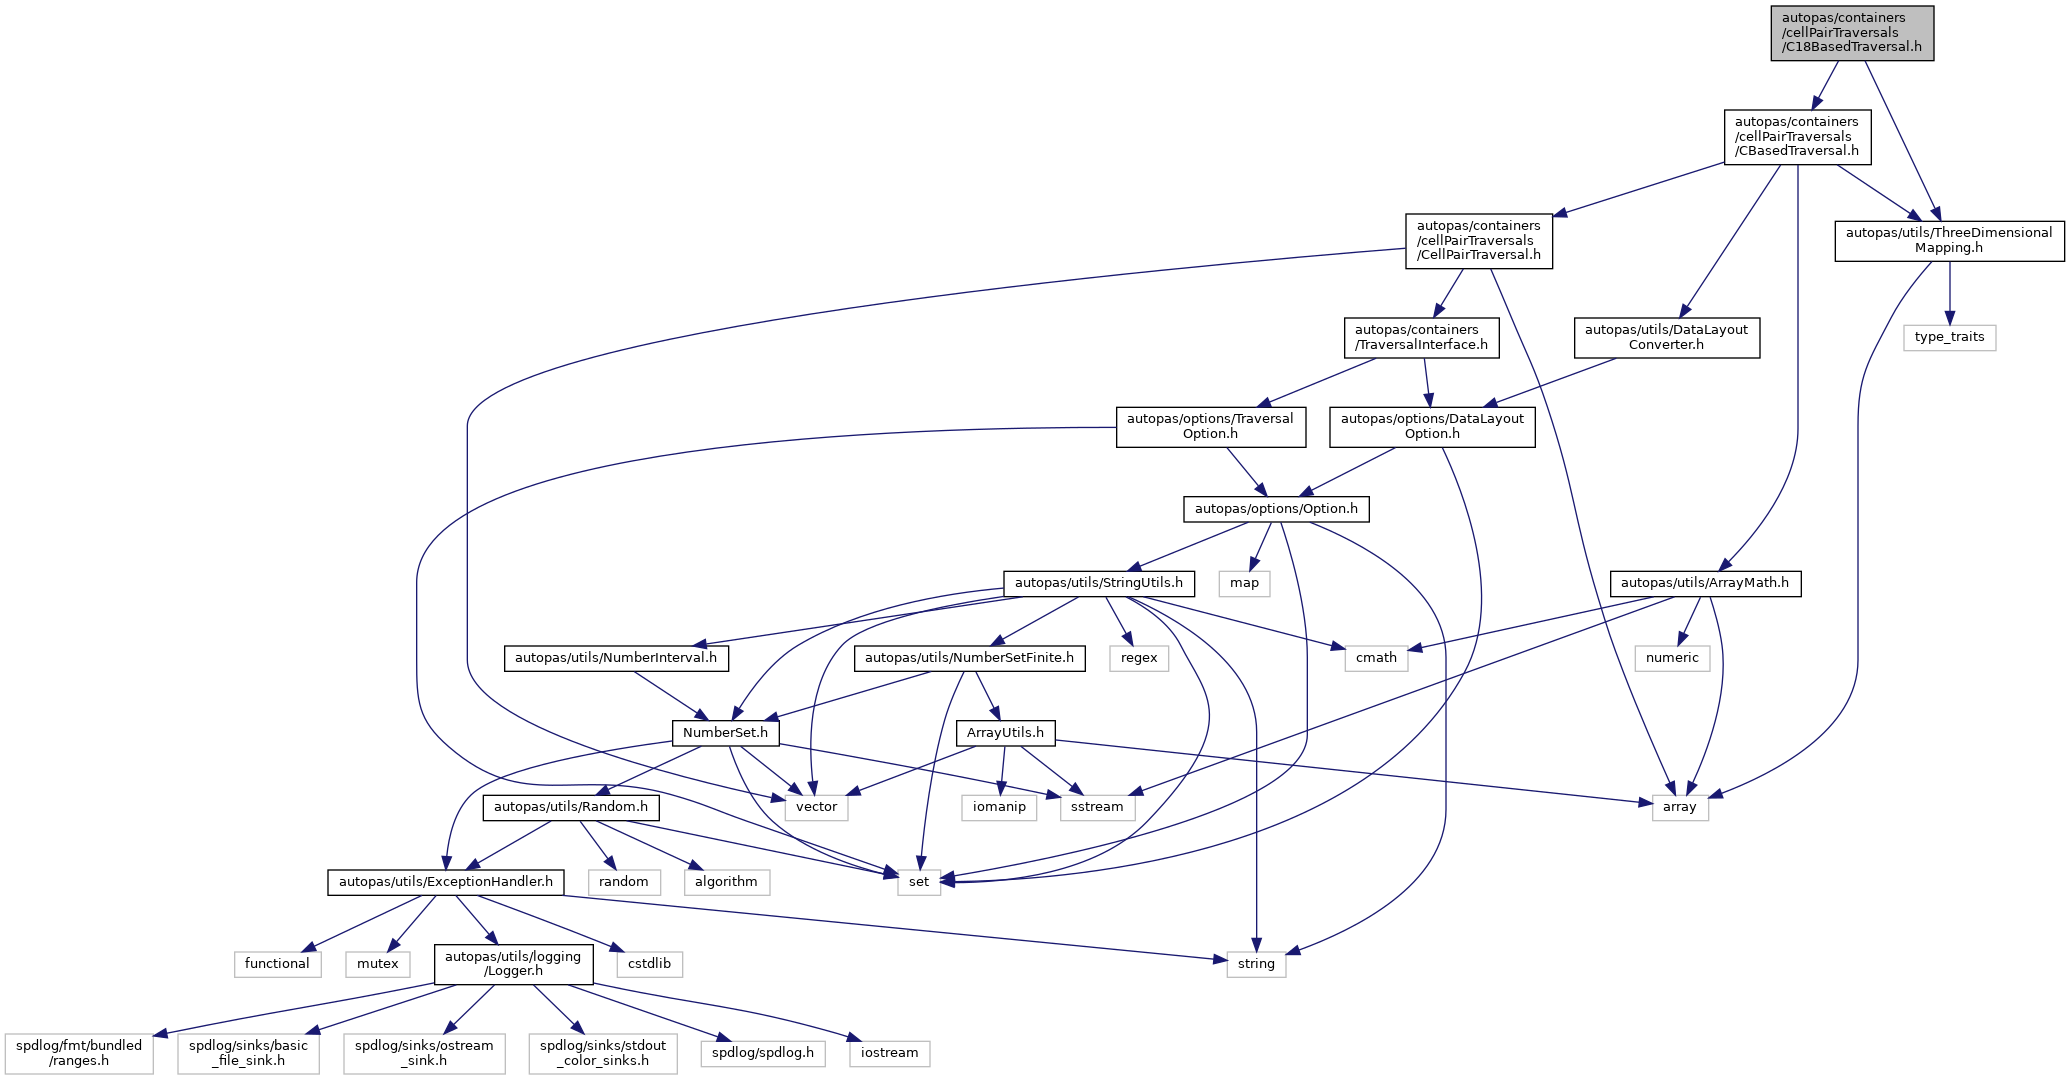 autopas/containers
/cellPairTraversals
/C18BasedTraversal.h
autopas/containers
/cellPairTraversals
/CBasedTraversal.h
autopas/containers
/cellPairTraversals
/CellPairTraversal.h
autopas/utils/ThreeDimensional
Mapping.h
autopas/containers
/TraversalInterface.h
autopas/utils/DataLayout
Converter.h
type_traits
autopas/options/Traversal
Option.h
autopas/options/DataLayout
Option.h
autopas/options/Option.h
autopas/utils/StringUtils.h
map
autopas/utils/ArrayMath.h
autopas/utils/NumberInterval.h
autopas/utils/NumberSetFinite.h
regex
cmath
numeric
NumberSet.h
ArrayUtils.h
autopas/utils/Random.h
vector
iomanip
sstream
array
autopas/utils/ExceptionHandler.h
random
algorithm
set
functional
mutex
autopas/utils/logging
/Logger.h
cstdlib
string
spdlog/fmt/bundled
/ranges.h
spdlog/sinks/basic
_file_sink.h
spdlog/sinks/ostream
_sink.h
spdlog/sinks/stdout
_color_sinks.h
spdlog/spdlog.h
iostream